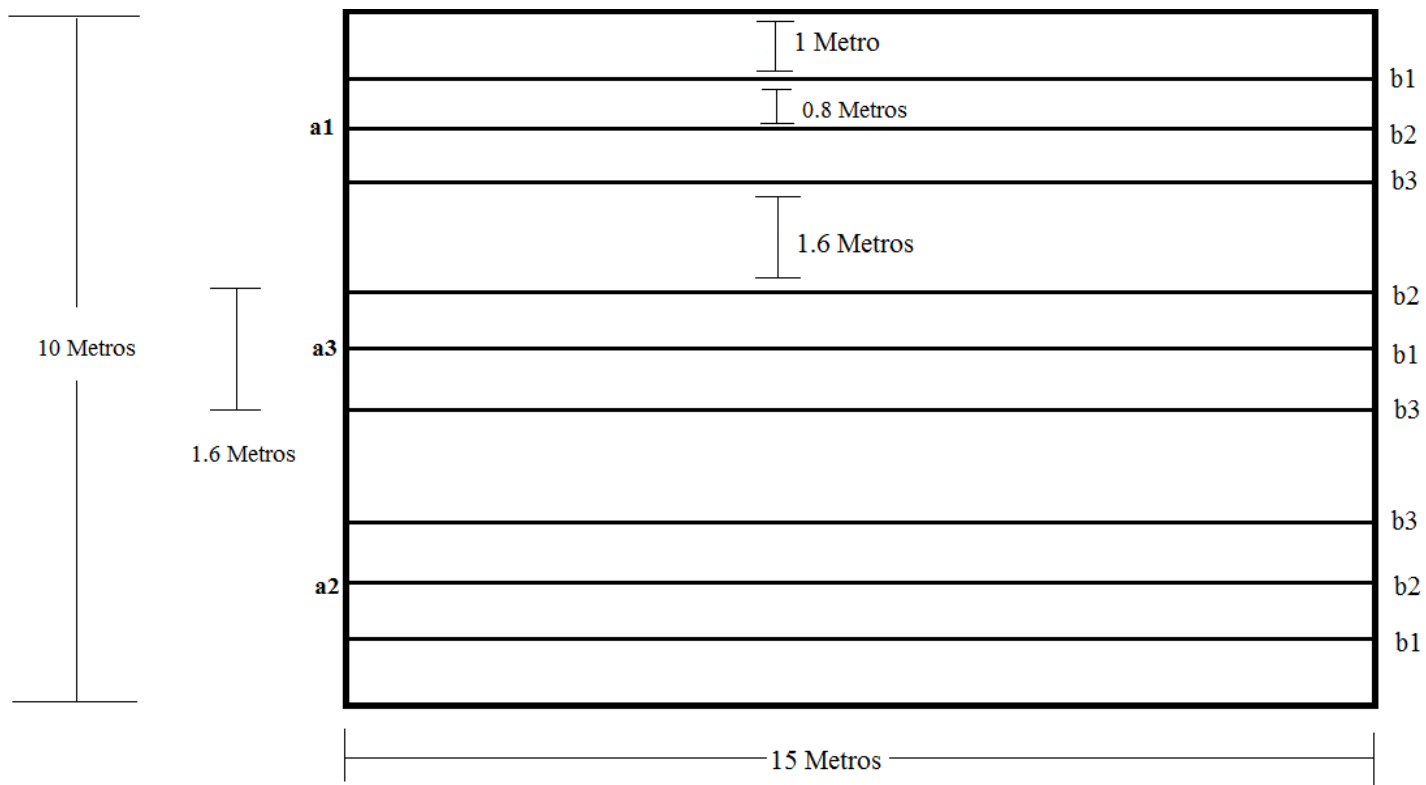 1 Metro
b1
0.8 Metros
a1
b2
b3
1.6 Metros
b2
10 Metros
a3
b1
b3
1.6 Metros
b3
a2
b2
b1
15 Metros